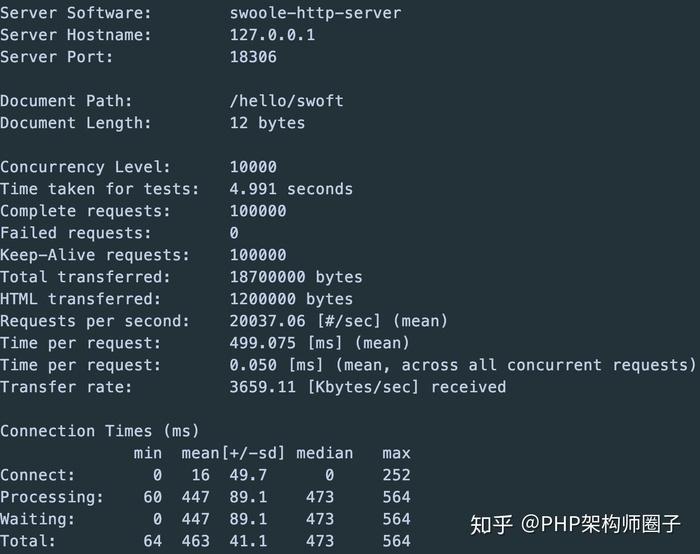 Server Software: swoole-http-server
Server Hostname: 127.0.0.1
Server Port: 18306
Document Path: /hello/swoft
Document Length: 12 bytes
Concurrency Level: 10000
Time taken for tests: 4.991 seconds
Complete requests: 100000
Failed requests: 0
Keep-Alive requests: 100000
Total transferred: 18700000 bytes
HTML transferred: 1200000 bytes
Requests per second: 20037.06 [#/sec] (mean)
Time per request: 499.075 [ms] (mean)
Time per request: 0.050 [ms] (mean, across all concurrent requests)
Transfer rate: 3659.11 [Kbytes/sec] received
Connection Times (ms)
min mean[+/-sd] median max
Connect: 0 16 49.7 0 252
Processing: 60 447 89.1 473 564
Waiting: 0 447 89.1 473 564
Total: 64 463 41.1 473 564
知乎 @PHP架构师圈子